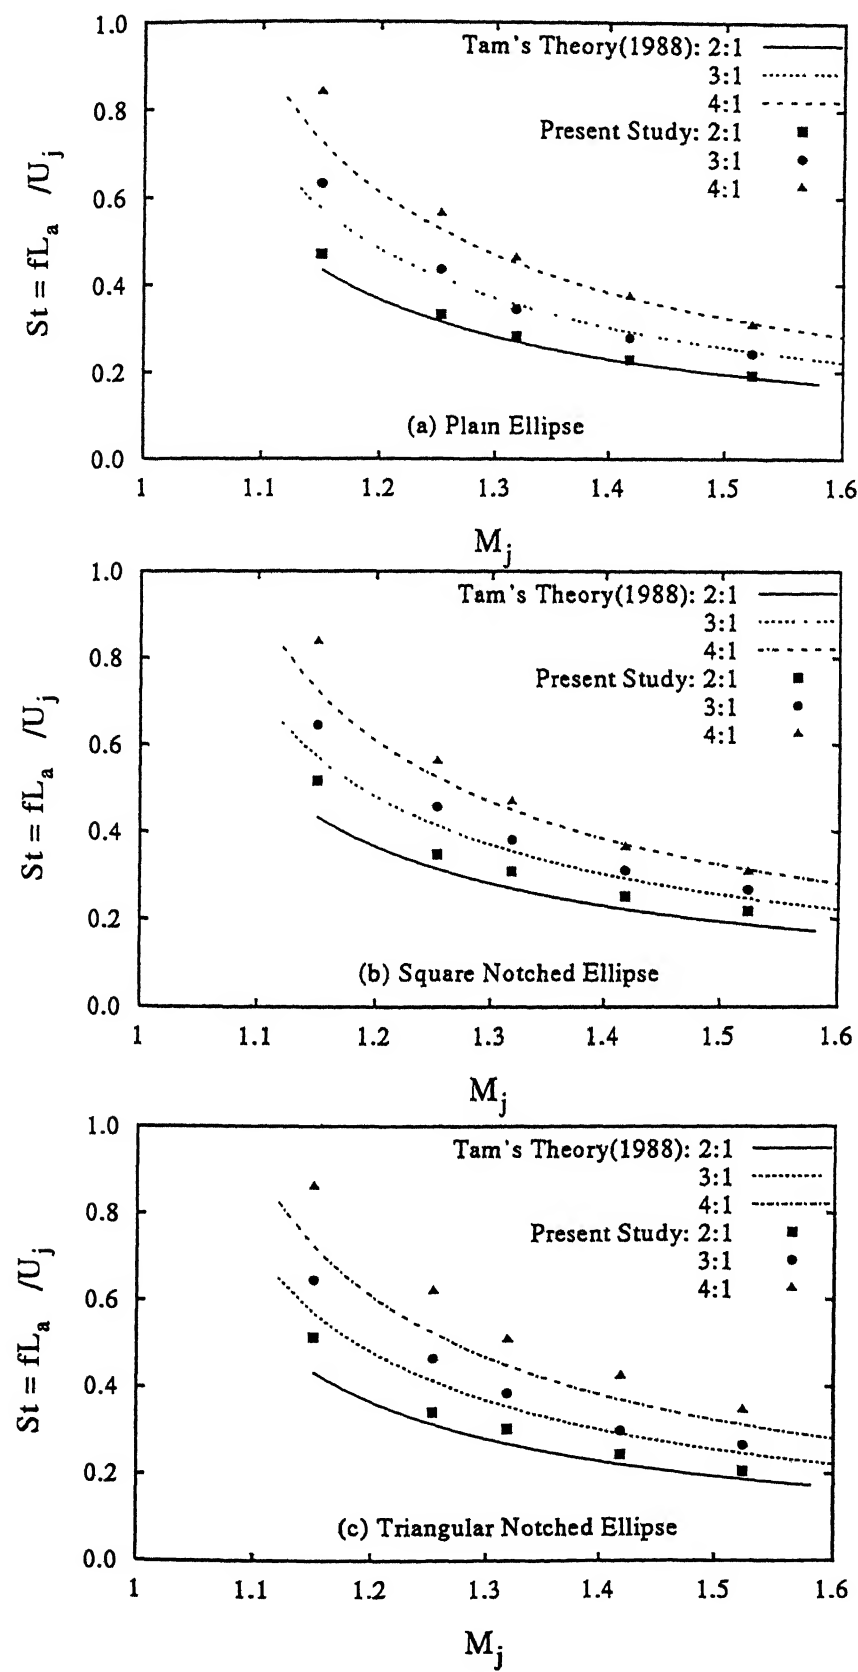 1.0
Tam's Theory(1988): 2:1
3:1
0.8
4:1
Present Study: 2:1
3:1
4:1
0.6
St = fLa /Uj
0.4
0.2
(a) Plain Ellipse
0.0
1 1.1 1.2 1.3 1.4 1.5 1.6
Mj
1.0
Tam's Theory(1988): 2:1
3:1
4:1
0.8
Present Study: 2:1
3:1
4:1
0.6
St = fLa /Uj
0.4
0.2
(b) Square Notched Ellipse
0.0
1 1.1 1.2 1.3 1.4 1.5 1.6
Mj
1.0
Tam's Theory(1988): 2:1
3:1
4:1
0.8
Present Study: 2:1
3:1
4:1
0.6
St = fLa /Uj
0.4
0.2
(c) Triangular Notched Ellipse
0.0
1 1.1 1.2 1.3 1.4 1.5 1.6
Mj